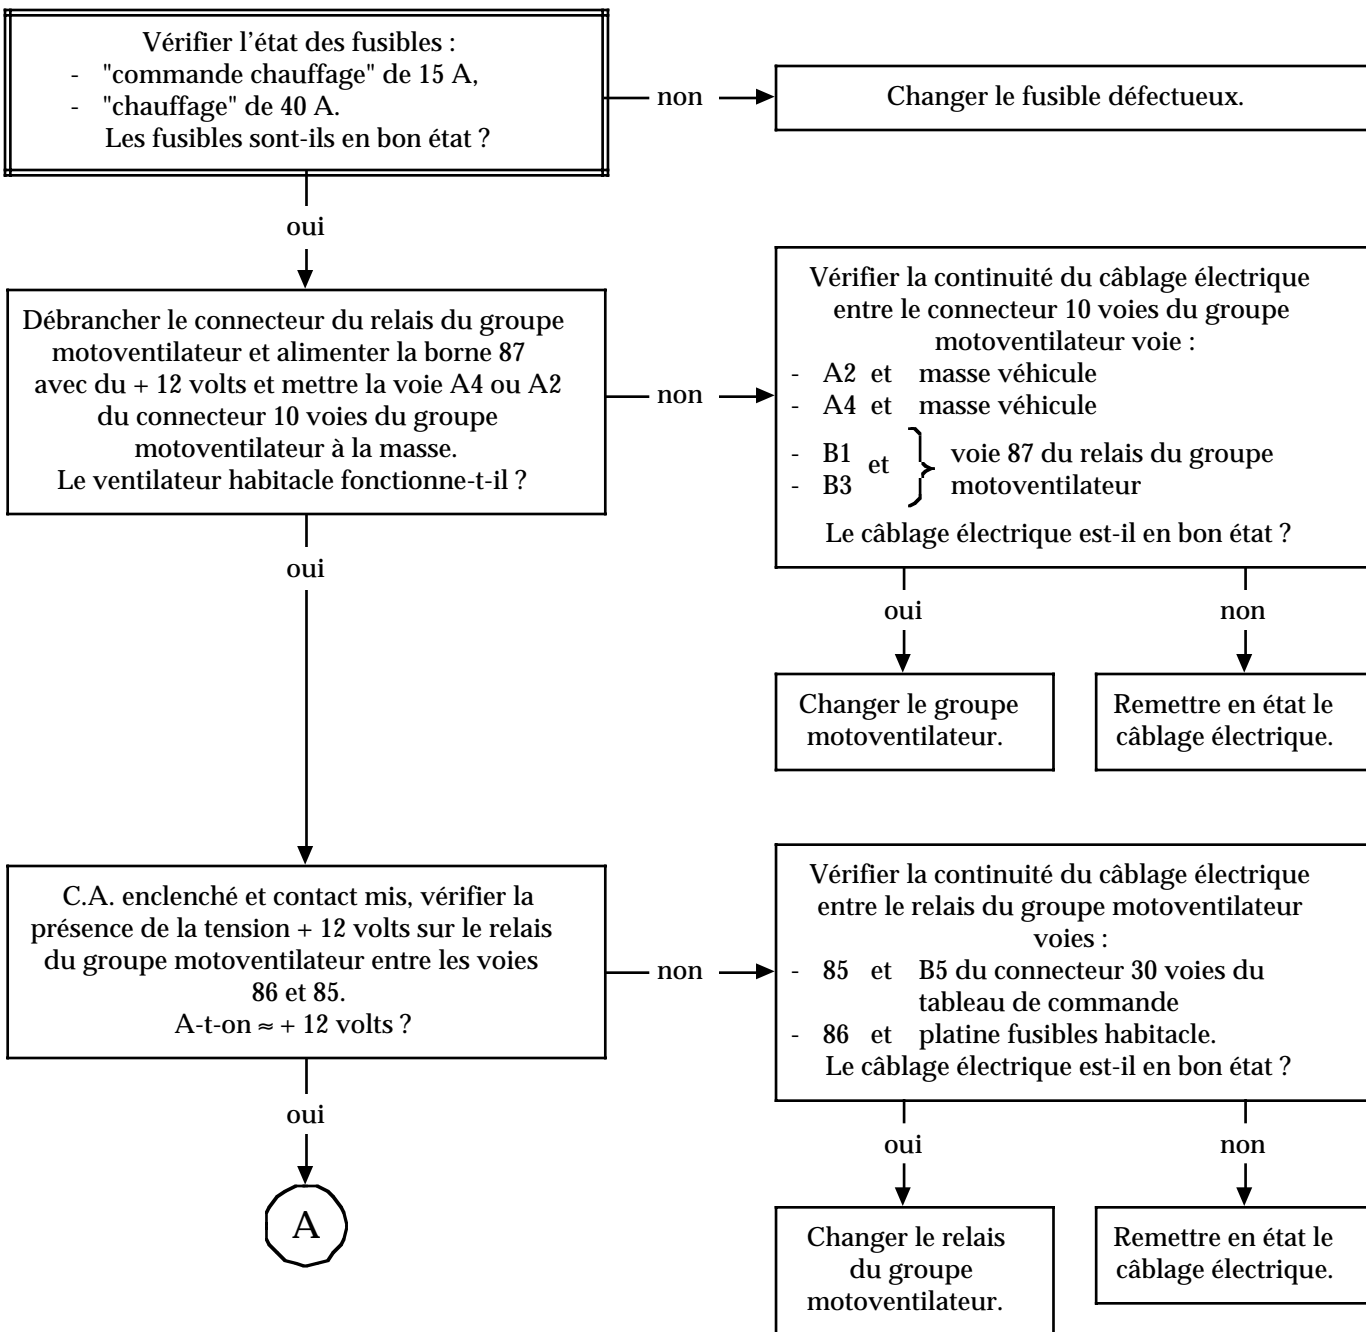 Vérifier l'état des fusibles :
- "commande chauffage" de 15 A,
- "chauffage" de 40 A.
Les fusibles sont-ils en bon état ?
non
Changer le fusible défectueux.
oui
Débrancher le connecteur du relais du groupe
motoventilateur et alimenter la borne 87
avec du + 12 volts et mettre la voie A4 ou A2
du connecteur 10 voies du groupe
motoventilateur à la masse.
Le ventilateur habitacle fonctionne-t-il ?
non
Vérifier la continuité du câblage électrique
entre le connecteur 10 voies du groupe
motoventilateur voie :
- A2 et masse véhicule
- A4 et masse véhicule
- B1 et voie 87 du relais du groupe
- B3 motoventilateur
Le câblage électrique est-il en bon état ?
oui
oui
non
Changer le groupe
motoventilateur.
Remettre en état le
câblage électrique.
C.A. enclenché et contact mis, vérifier la
présence de la tension + 12 volts sur le relais
du groupe motoventilateur entre les voies
86 et 85.
A-t-on ≈ + 12 volts ?
non
Vérifier la continuité du câblage électrique
entre le relais du groupe motoventilateur
voies :
- 85 et B5 du connecteur 30 voies du
tableau de commande
- 86 et platine fusibles habitacle.
Le câblage électrique est-il en bon état ?
oui
oui
non
A
Changer le relais
du groupe
motoventilateur.
Remettre en état le
câblage électrique.